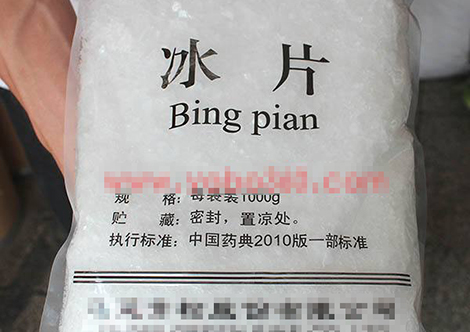 冰片
Bing pian
规 格：每袋装1000g
贮 藏：密封，置凉处。
执行标准：中国药典2010版一部标准